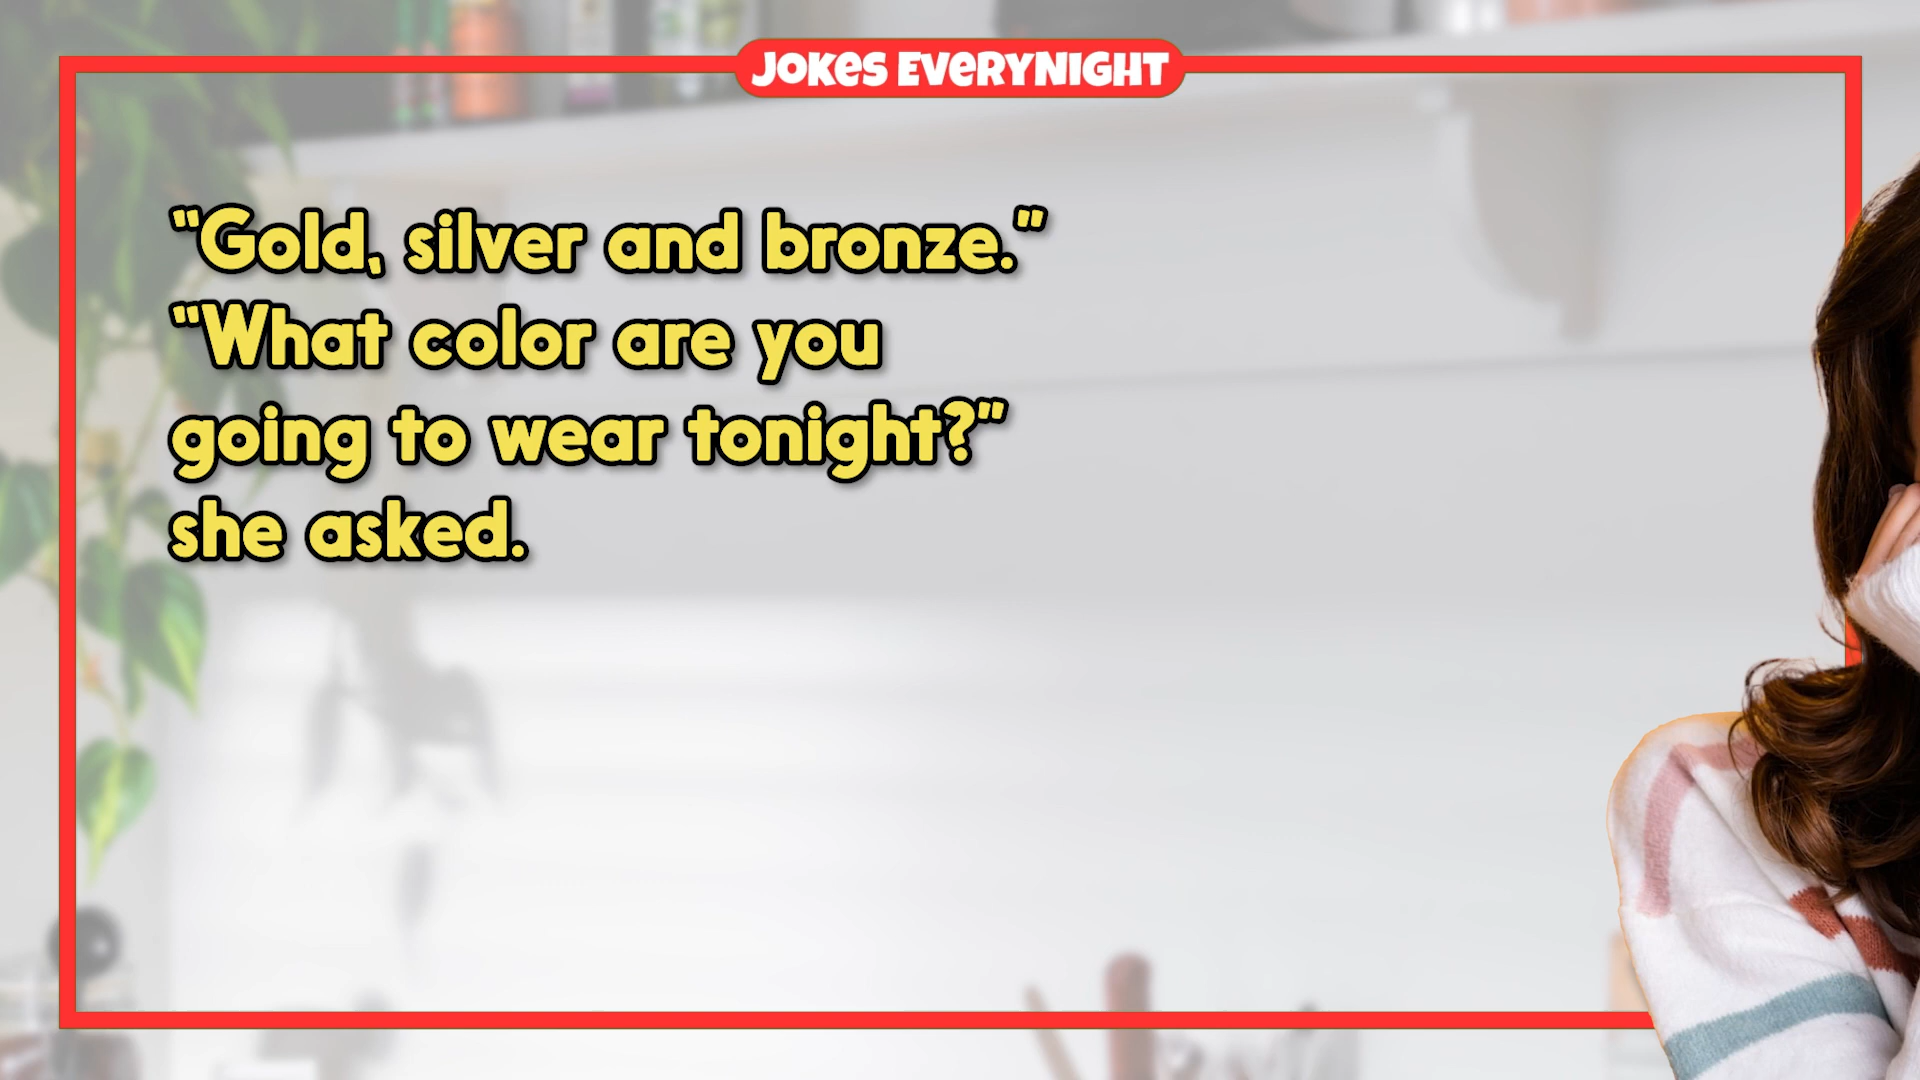 JOKES EVERYNIGHT
"Gold, silver and bronze."
"What color are you
going to wear tonight?"
she asked.